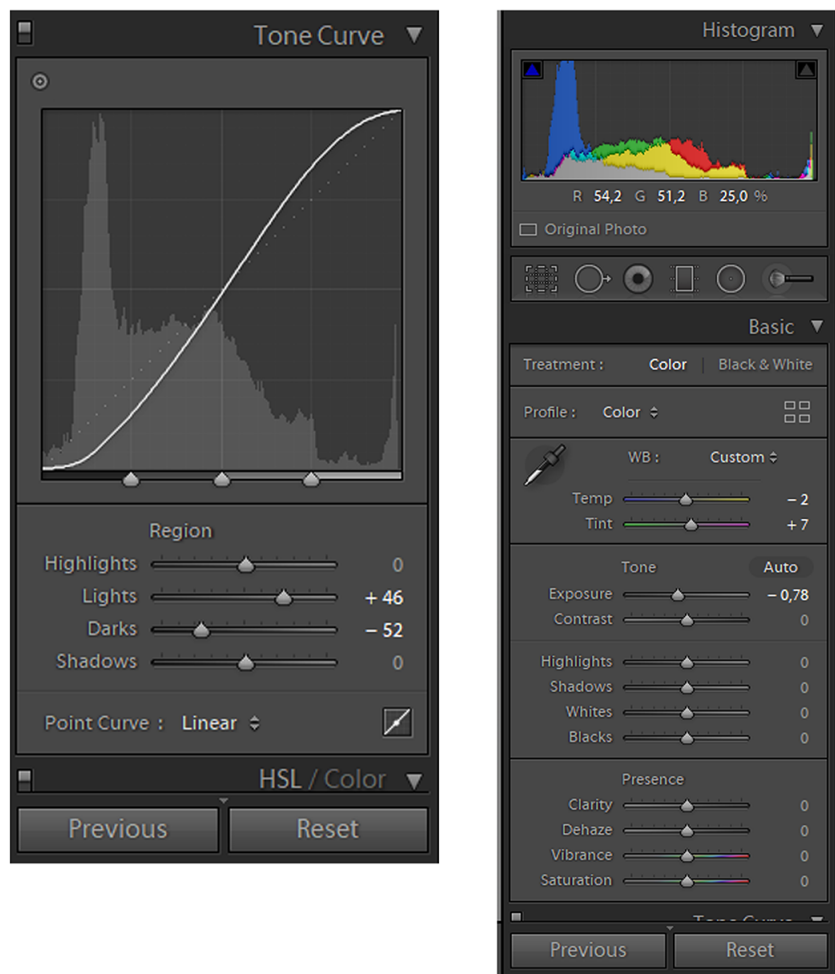 Tone Curve
Region
Highlights 0
Lights + 46
Darks − 52
Shadows 0
Point Curve : Linear
HSL / Color
Previous Reset
Histogram
R 54,2 G 51,2 B 25,0 %
Original Photo
Basic
Treatment : Color Black & White
Profile : Color
WB : Custom
Temp − 2
Tint + 7
Tone Auto
Exposure − 0,78
Contrast 0
Highlights 0
Shadows 0
Whites 0
Blacks 0
Presence
Clarity 0
Dehaze 0
Vibrance 0
Saturation 0
Tone Curve
Previous Reset